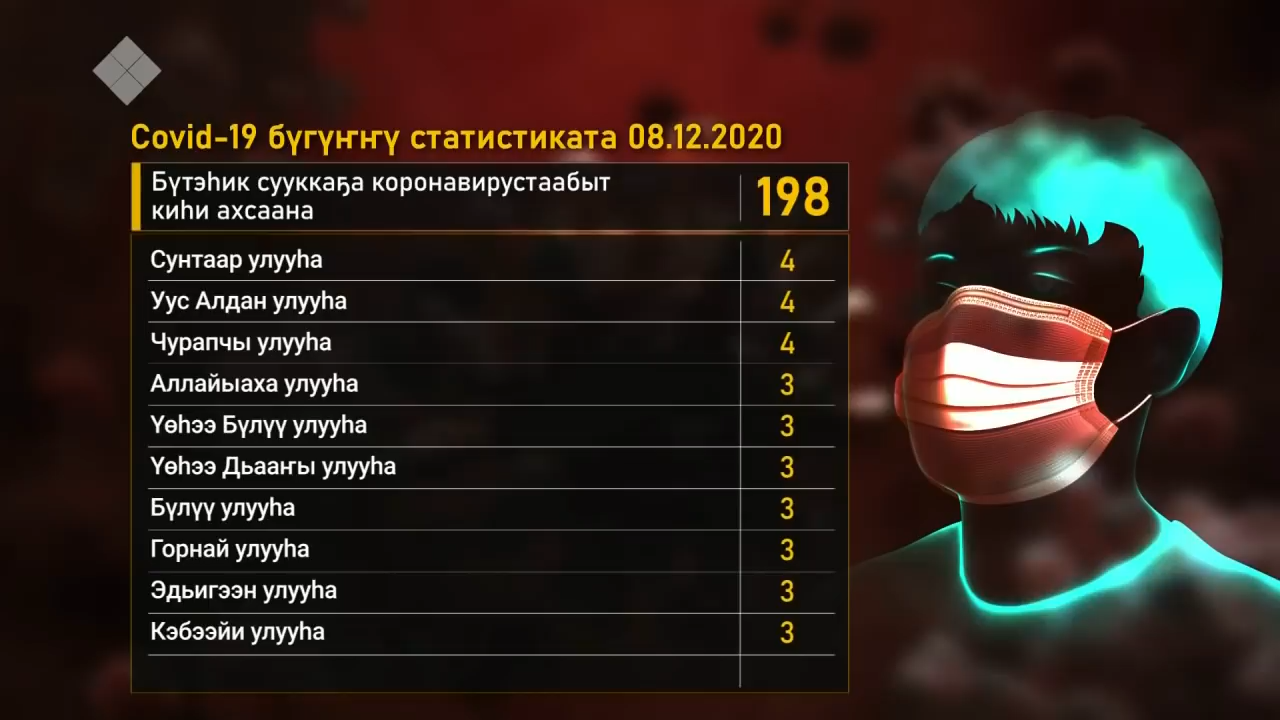 Covid-19 бүгүҥҥү статистиката 08.12.2020
Бүтэһик сууккаҕа коронавирустаабыт
киһи ахсаана
198
Сунтаар улууһа 4
Уус Алдан улууһа 4
Чурапчы улууһа 4
Аллайыаха улууһа 3
Үөһээ Бүлүү улууһа 3
Үөһээ Дьааҥы улууһа 3
Бүлүү улууһа 3
Горнай улууһа 3
Эдьигээн улууһа 3
Кэбээйи улууһа 3